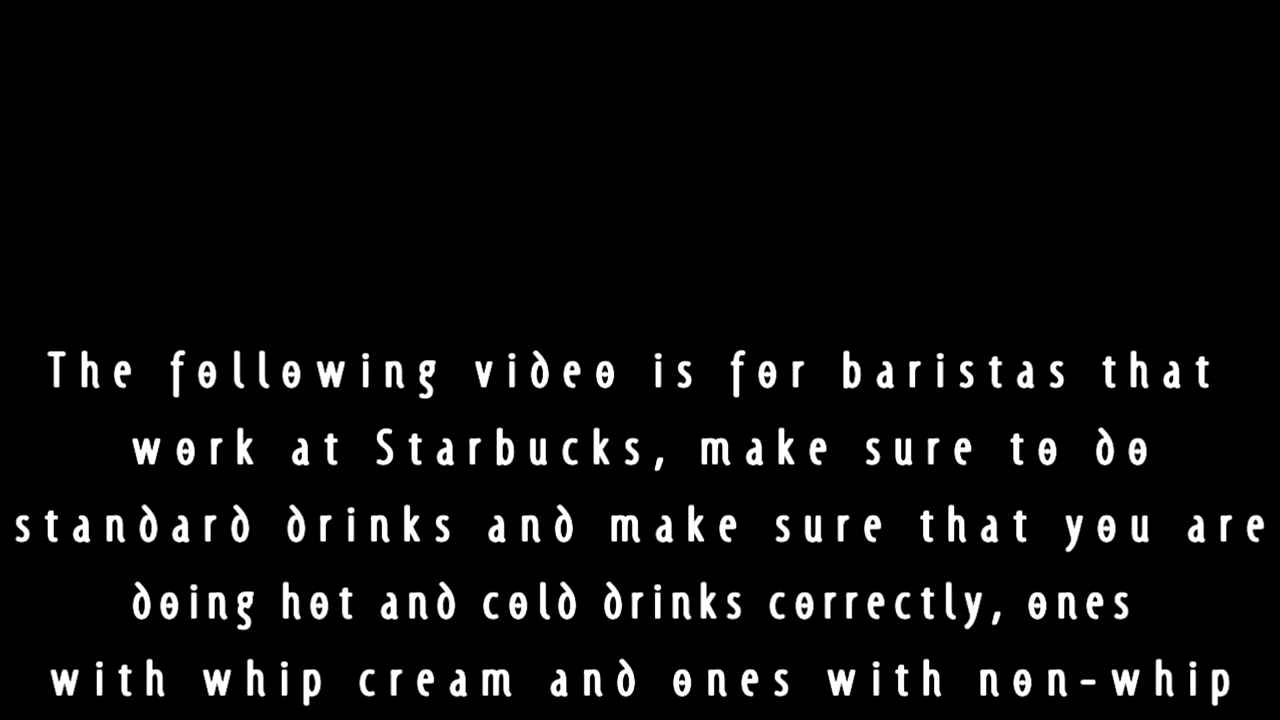 The following video is for baristas that
work at Starbucks, make sure to do
standard drinks and make sure that you are
doing hot and cold drinks correctly, ones
with whip cream and ones with non-whip